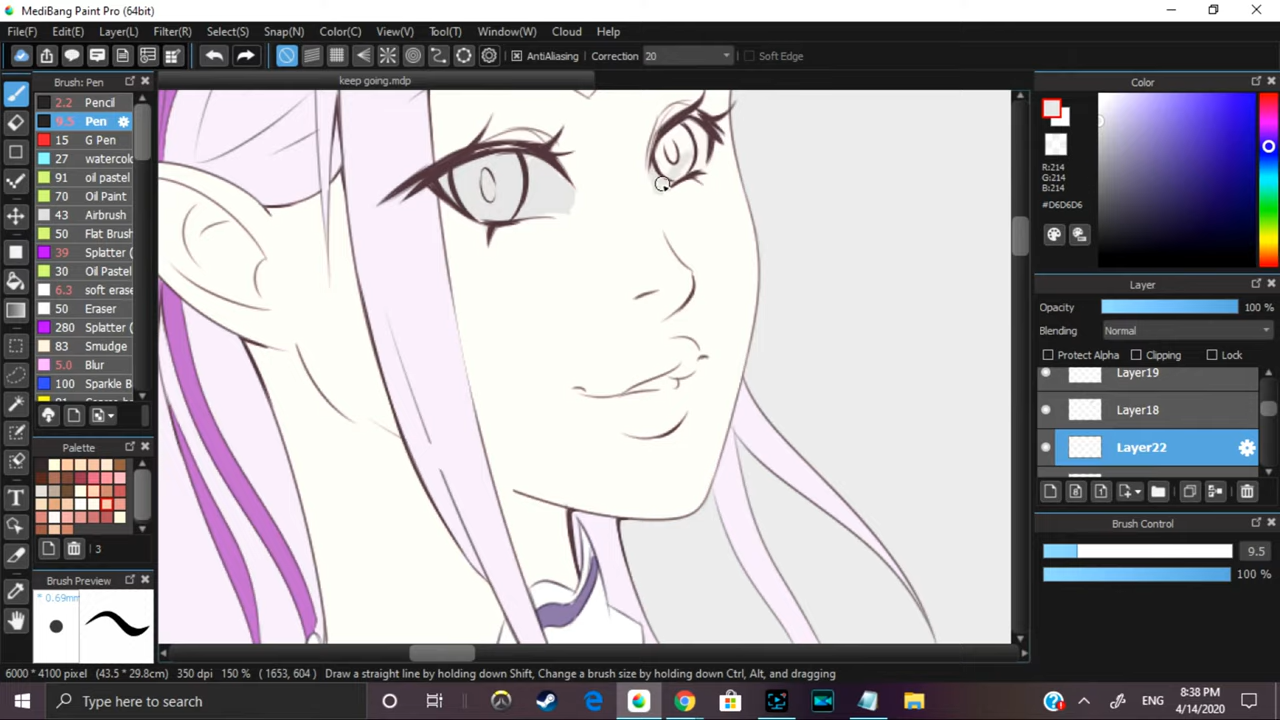 MediBang Paint Pro (64bit)
File(F) Edit(E) Layer(L) Filter(R) Select(S) Snap(N) Color(C) View(V) Tool(T) Window(W) Cloud Help
AntiAliasing Correction 20 Soft Edge
Brush: Pen
keep going.mdp
Color
2.2 Pencil
9.5 Pen
15 G Pen
27 watercolo
91 oil pastel
70 Oil Paint
43 Airbrush
50 Flat Brush
39 Splatter (
30 Oil Pastel
6.3 soft erase
50 Eraser
280 Splatter (
83 Smudge
5.0 Blur
100 Sparkle B
R:214
G:214
B:214
#D6D6D6
Layer
Opacity 100 %
Blending Normal
Protect Alpha Clipping Lock
Layer19
Layer18
Layer22
Palette
3
Brush Control
9.5
100 %
Brush Preview
* 0.69mm
6000 * 4100 pixel (43.5 * 29.8cm) 350 dpi 150 % ( 1653, 604 ) Draw a straight line by holding down Shift, Change a brush size by holding down Ctrl, Alt, and dragging
Type here to search
ENG
8:38 PM
4/14/2020